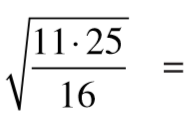 √(11·25/16) =